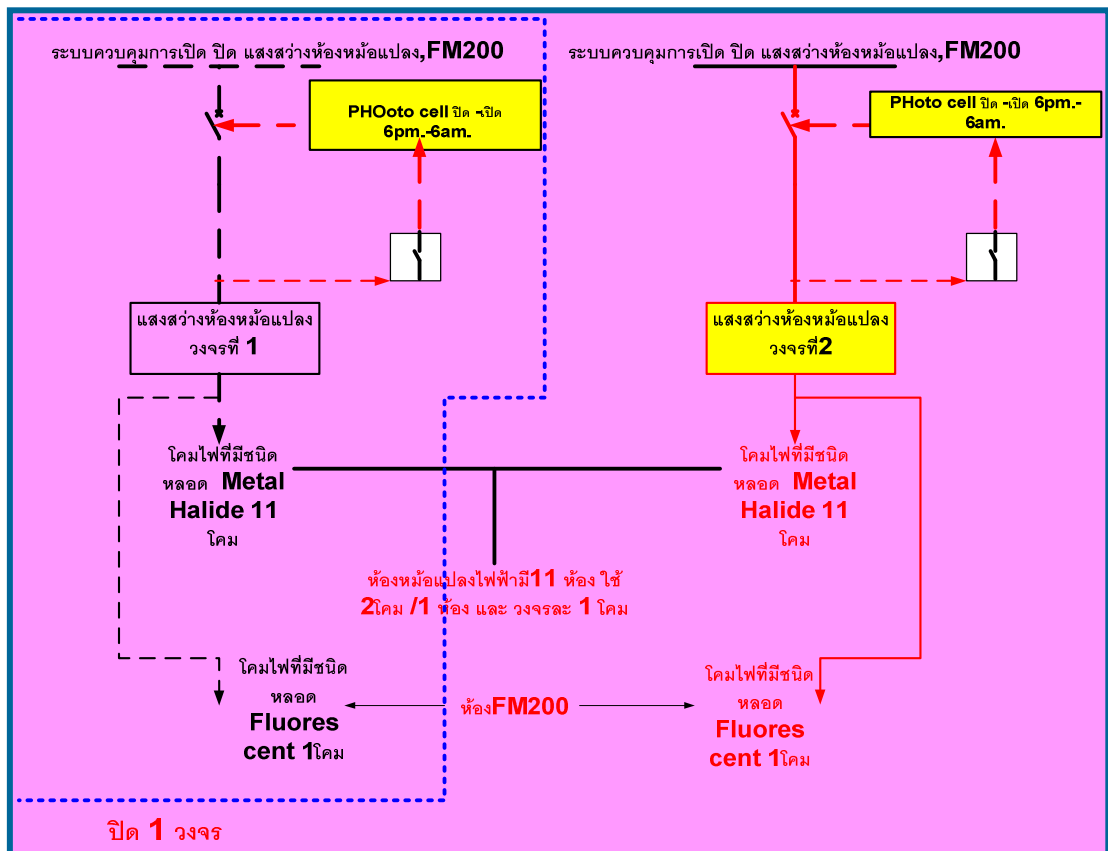 ระบบควบคุมการเปิด ปิด แสงสว่างห้องหม้อแปลง,FM200
PHOoto cell ปิด -เปิด
6pm.-6am.
แสงสว่างห้องหม้อแปลง
วงจรที่ 1
โคมไฟที่มีชนิด
หลอด Metal
Halide 11
โคม
ระบบควบคุมการเปิด ปิด แสงสว่างห้องหม้อแปลง,FM200
PHoto cell ปิด -เปิด 6pm.-
6am.
แสงสว่างห้องหม้อแปลง
วงจรที่2
โคมไฟที่มีชนิด
หลอด Metal
Halide 11
โคม
ห้องหม้อแปลงไฟฟ้ามี11 ห้อง ใช้
2โคม /1 ห้อง และ วงจรละ 1 โคม
โคมไฟที่มีชนิด
หลอด
Fluores
cent 1โคม
ห้องFM200
โคมไฟที่มีชนิด
หลอด
Fluores
cent 1โคม
ปิด 1 วงจร